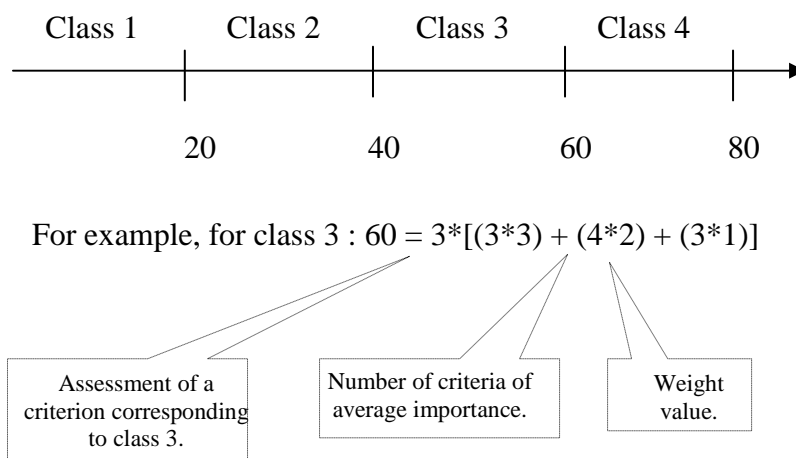 Class 1 Class 2 Class 3 Class 4
20 40 60 80
For example, for class 3 : 60 = 3*[(3*3) + (4*2) + (3*1)]
Assessment of a
criterion corresponding
to class 3.
Number of criteria of
average importance.
Weight
value.